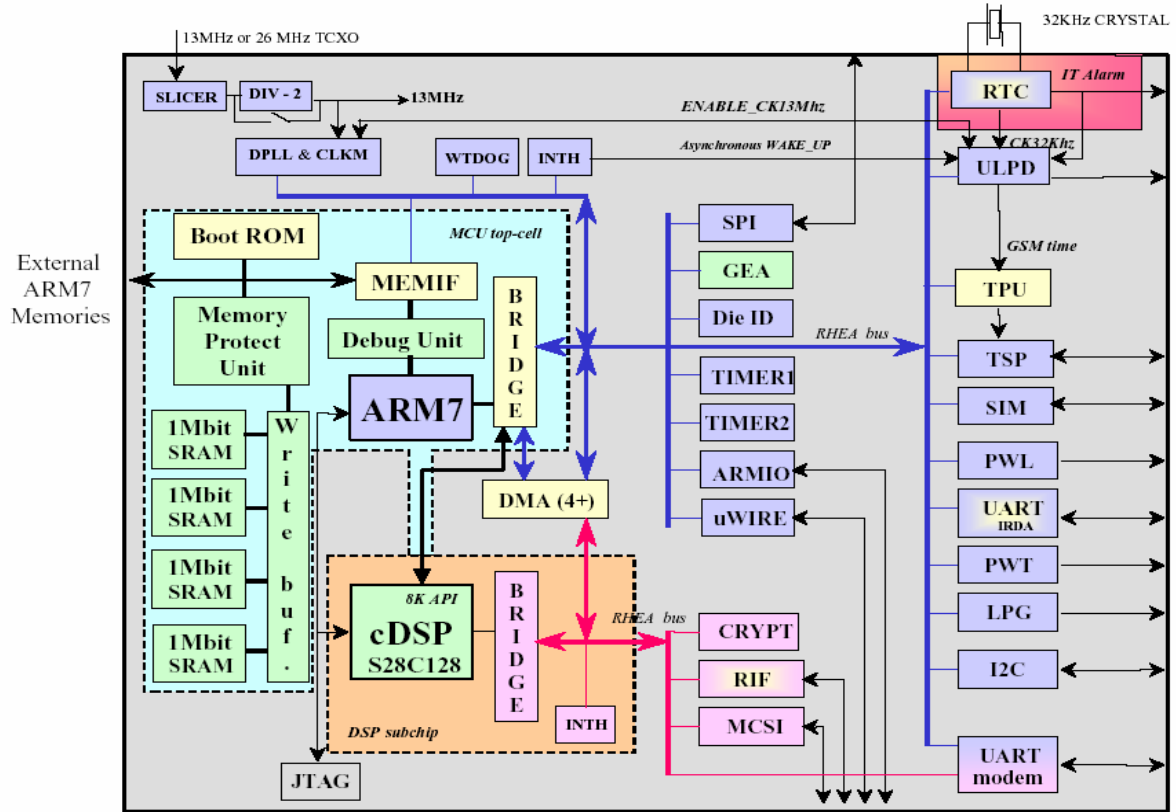 32KHz CRYSTAL
13MHz or 26 MHz TCXO
SLICER
DIV - 2
13MHz
ENABLE_CK13Mhz
RTC
IT Alarm
DPLL & CLKM
WTDOG
INTH
Asynchronous WAKE_UP
CK32Khz
ULPD
Boot ROM
MCU top-cell
SPI
GSM time
External
ARM7
Memories
MEMIF
GEA
TPU
Memory
Protect
Unit
Debug Unit
BRIDGE
Die ID
RHEA bus
TSP
ARM7
TIMER1
SIM
1Mbit
SRAM
Write buf.
TIMER2
PWL
1Mbit
SRAM
DMA (4+)
ARMIO
UART
IRDA
uWIRE
1Mbit
SRAM
PWT
8K API
cDSP
S28C128
BRIDGE
RHEA bus
CRYPT
LPG
1Mbit
SRAM
RIF
I2C
DSP subchip
INTH
MCSI
JTAG
UART
modem